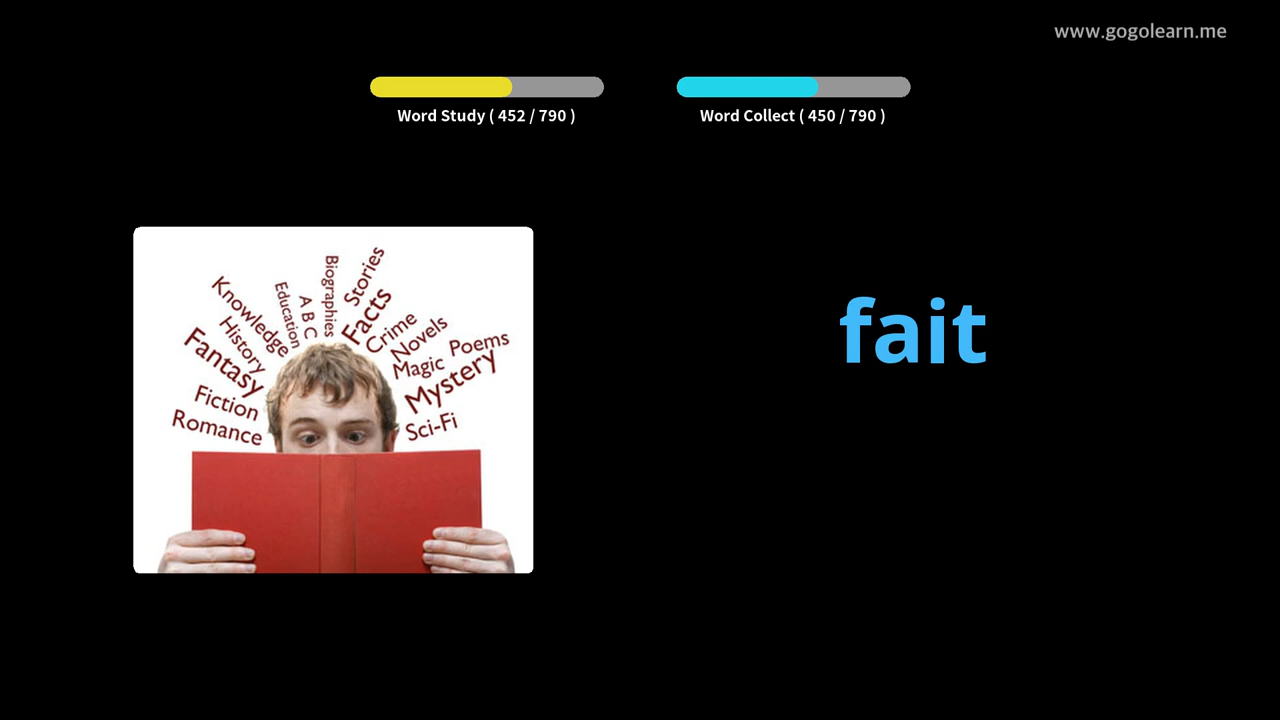 www.gogolearn.me
Word Study ( 452 / 790 )
Word Collect ( 450 / 790 )
Biographies
Stories
Education
A B C
Facts
Knowledge
History
Crime
Novels
Fantasy
Magic
Poems
Mystery
Fiction
Romance
Sci-Fi
fait